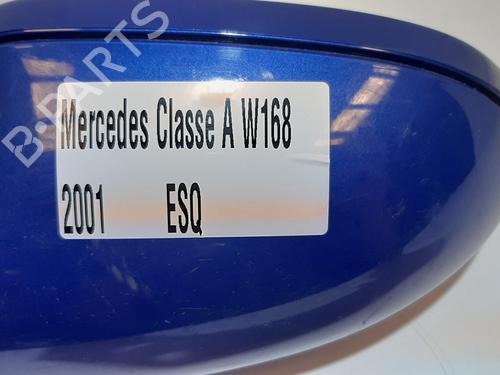 B-PARTS
Mercedes Classe A W168
2001 ESQ